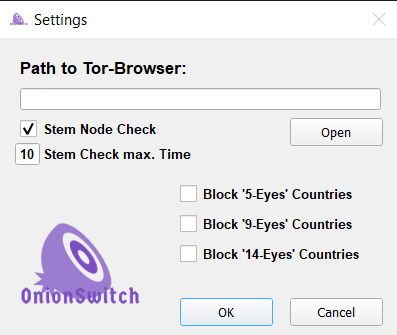 Settings
Path to Tor-Browser:
Stem Node Check
Open
10 Stem Check max. Time
Block '5-Eyes' Countries
Block '9-Eyes' Countries
Block '14-Eyes' Countries
OnionSwitch
OK
Cancel